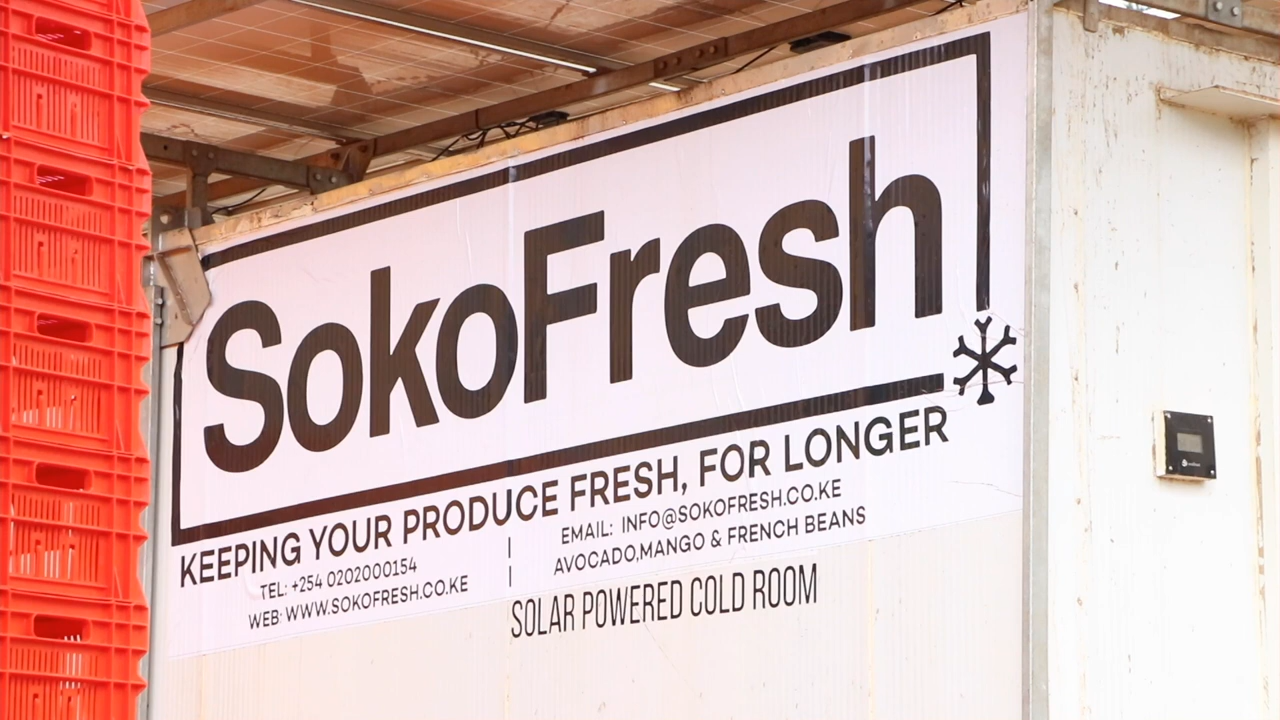 SokoFresh
KEEPING YOUR PRODUCE FRESH, FOR LONGER
TEL: +254 0202000154
WEB: WWW.SOKOFRESH.CO.KE
EMAIL: INFO@SOKOFRESH.CO.KE
AVOCADO,MANGO & FRENCH BEANS
SOLAR POWERED COLD ROOM